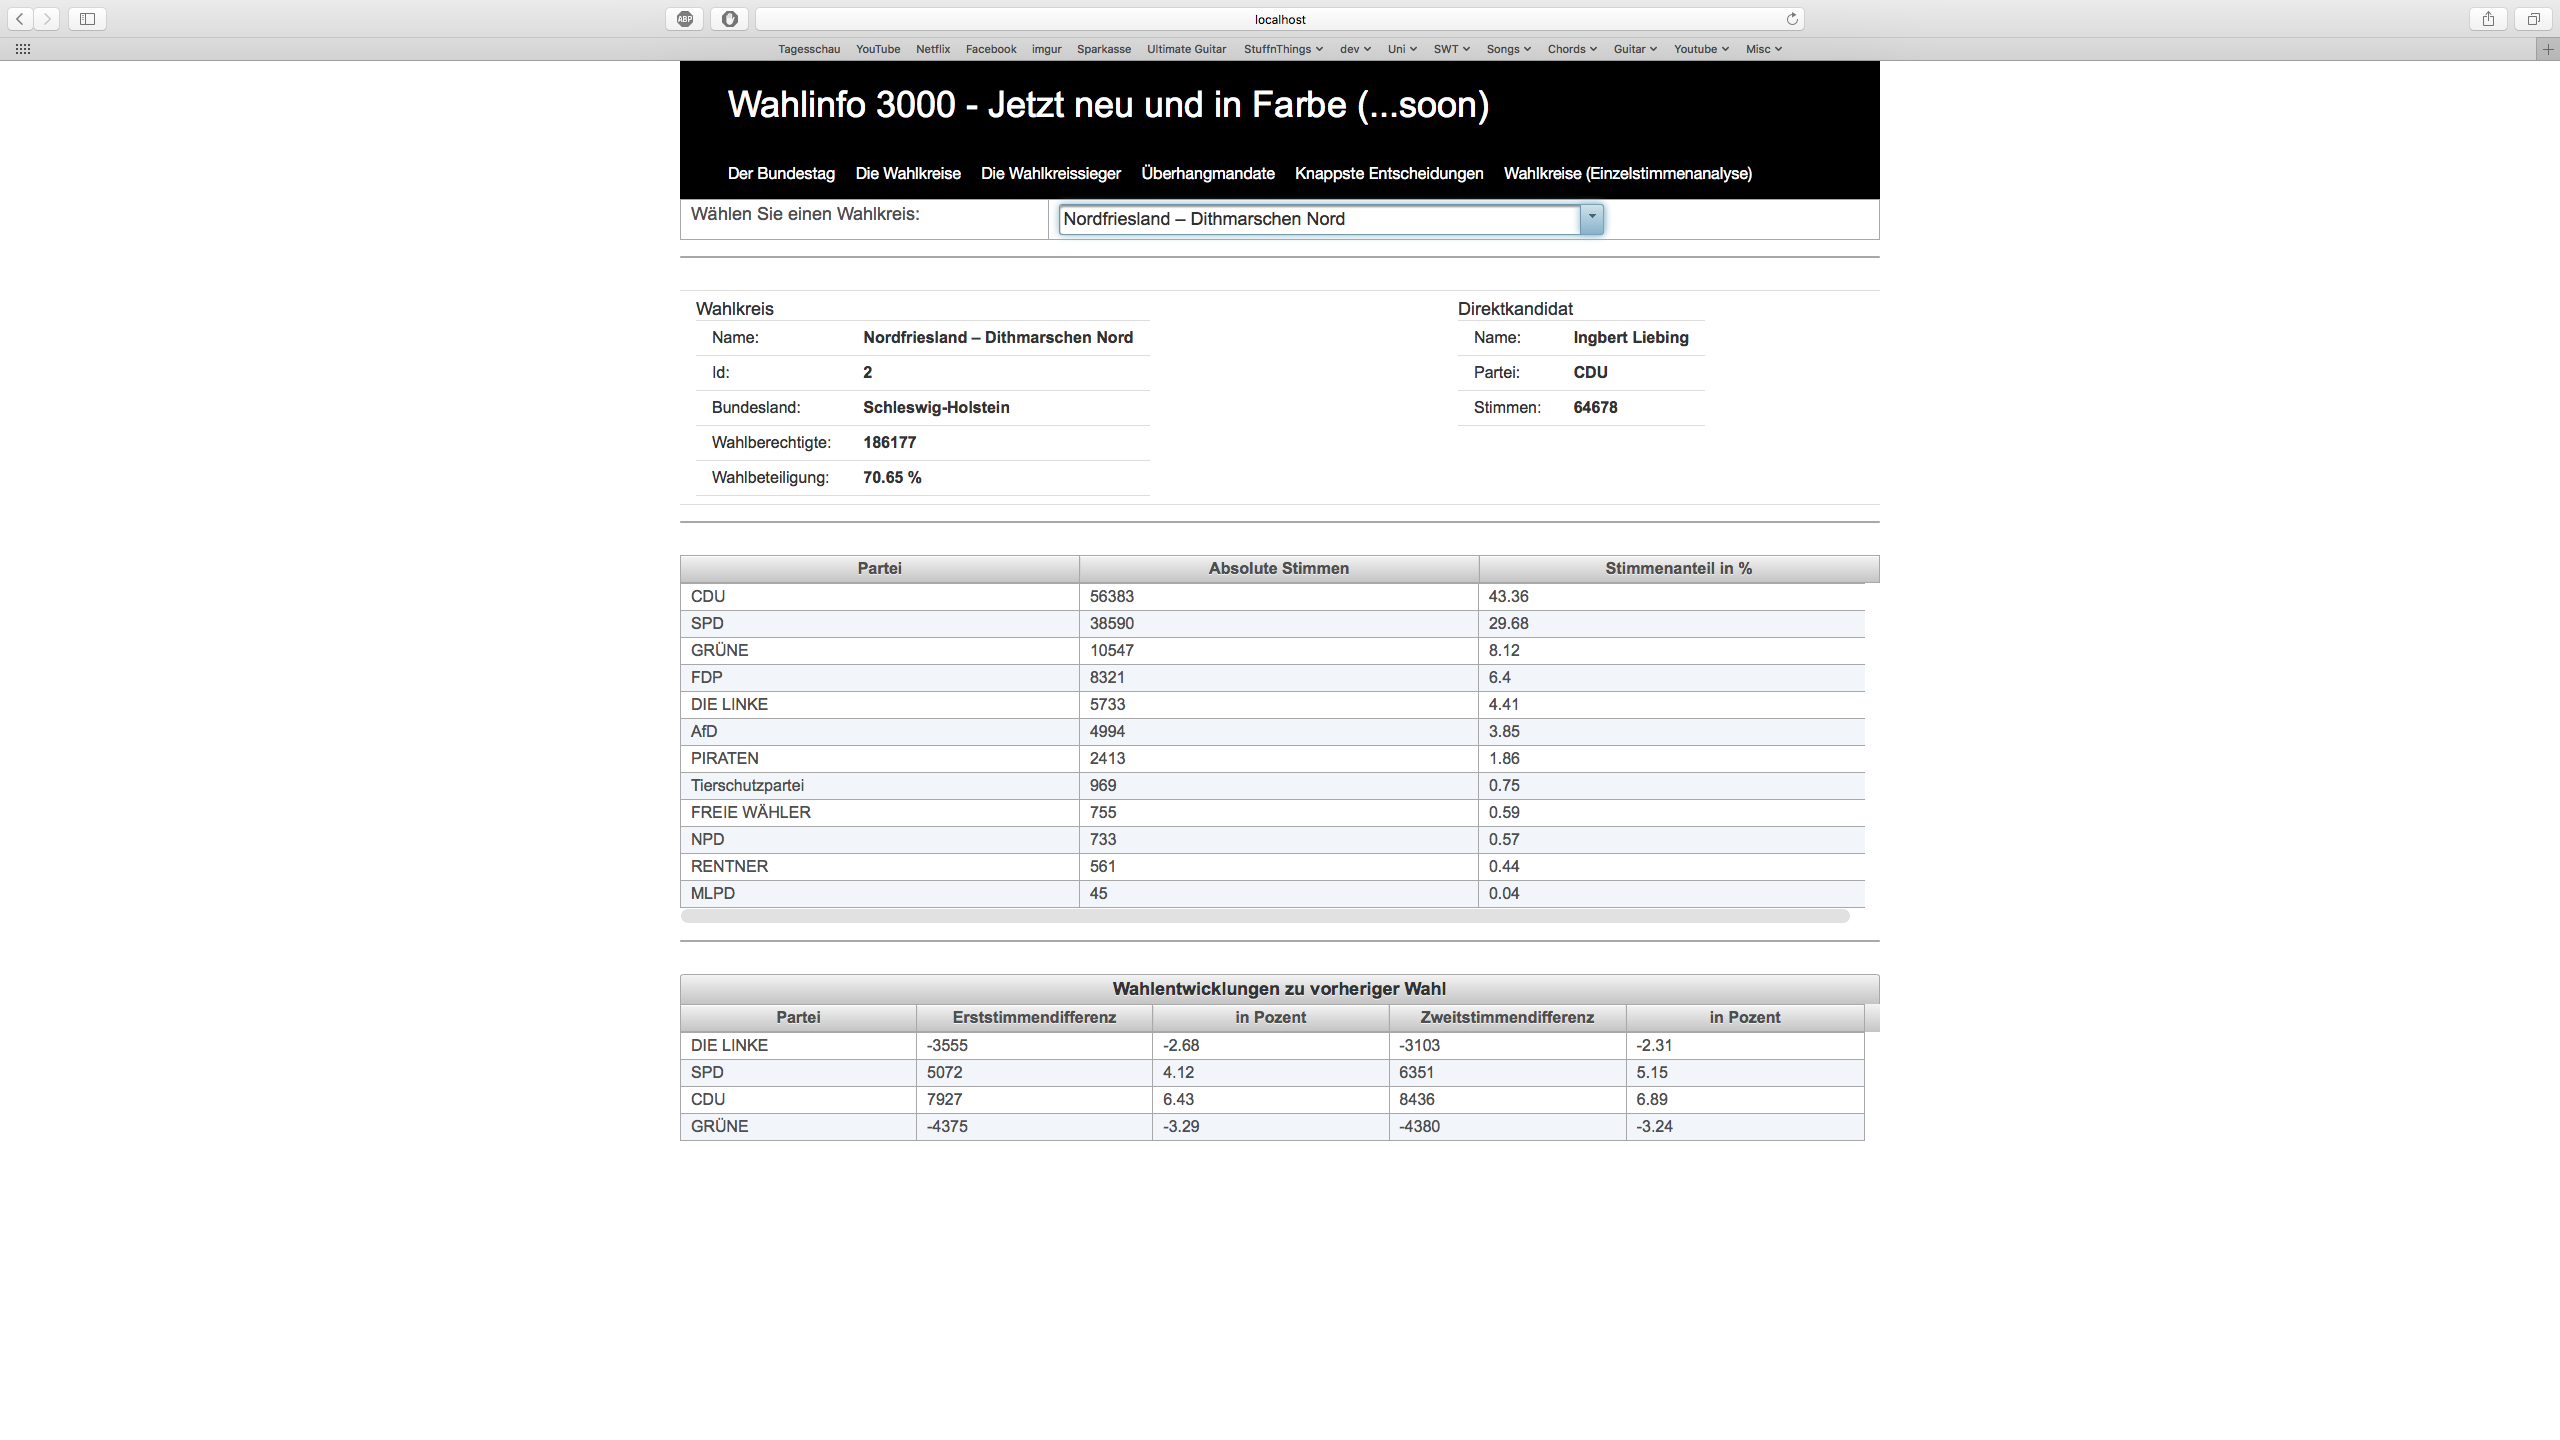 localhost
Tagesschau YouTube Netflix Facebook imgur Sparkasse Ultimate Guitar StuffnThings dev Uni SWT Songs Chords Guitar Youtube Misc
Wahlinfo 3000 - Jetzt neu und in Farbe (...soon)
Der Bundestag Die Wahlkreise Die Wahlkreissieger Überhangmandate Knappste Entscheidungen Wahlkreise (Einzelstimmenanalyse)
Wählen Sie einen Wahlkreis: Nordfriesland – Dithmarschen Nord
Wahlkreis
Name: Nordfriesland – Dithmarschen Nord
Id: 2
Bundesland: Schleswig-Holstein
Wahlberechtigte: 186177
Wahlbeteiligung: 70.65 %
Direktkandidat
Name: Ingbert Liebing
Partei: CDU
Stimmen: 64678
Partei Absolute Stimmen Stimmenanteil in %
CDU 56383 43.36
SPD 38590 29.68
GRÜNE 10547 8.12
FDP 8321 6.4
DIE LINKE 5733 4.41
AfD 4994 3.85
PIRATEN 2413 1.86
Tierschutzpartei 969 0.75
FREIE WÄHLER 755 0.59
NPD 733 0.57
RENTNER 561 0.44
MLPD 45 0.04
Wahlentwicklungen zu vorheriger Wahl
Partei Erststimmendifferenz in Pozent Zweitstimmendifferenz in Pozent
DIE LINKE -3555 -2.68 -3103 -2.31
SPD 5072 4.12 6351 5.15
CDU 7927 6.43 8436 6.89
GRÜNE -4375 -3.29 -4380 -3.24